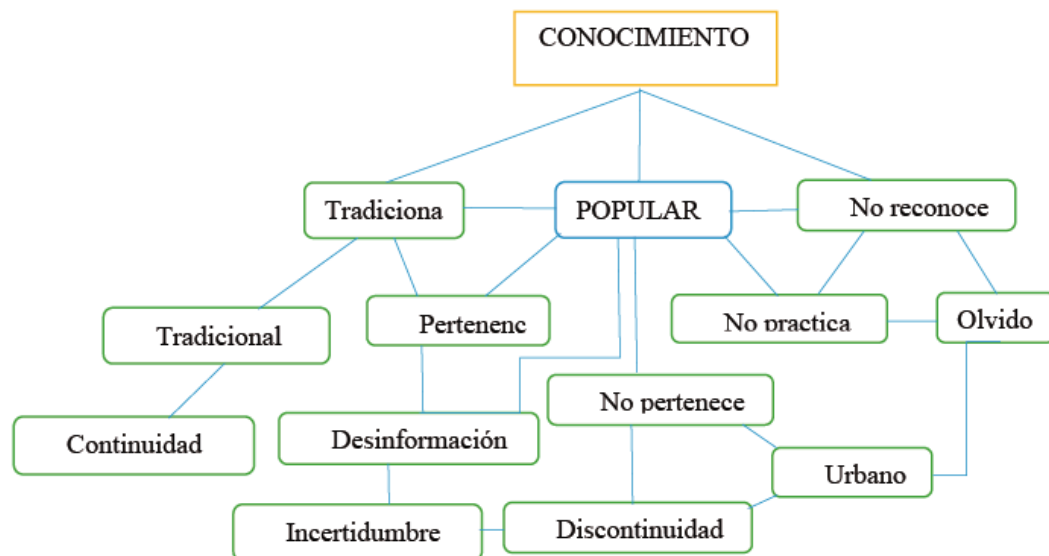 CONOCIMIENTO
Tradiciona
POPULAR
No reconoce
Tradicional
Pertenenc
No practica
Olvido
Continuidad
Desinformación
No pertenece
Urbano
Incertidumbre
Discontinuidad